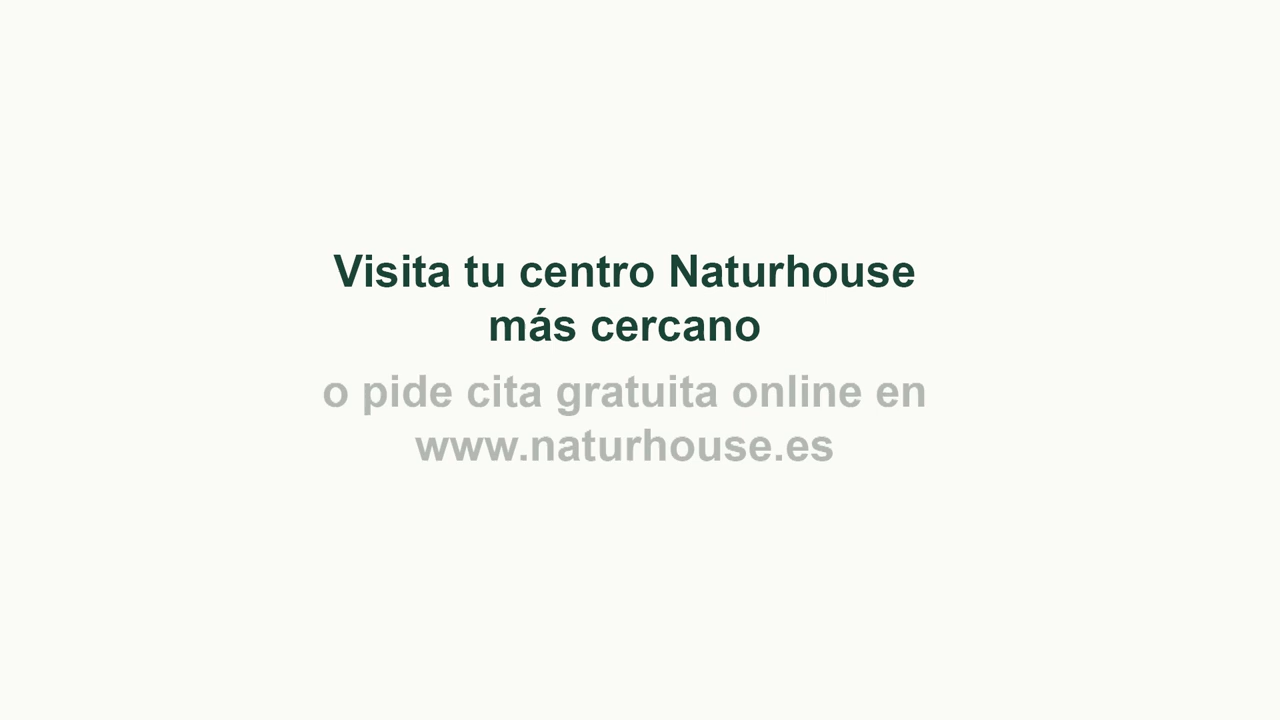 Visita tu centro Naturhouse
más cercano
o pide cita gratuita online en
www.naturhouse.es